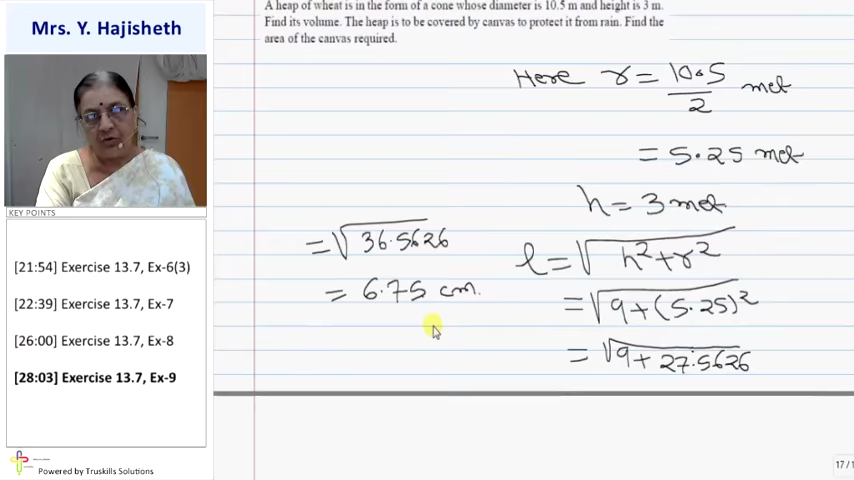 Mrs. Y. Hajisheth
A heap of wheat is in the form of a cone whose diameter is 10.5 m and height is 3 m.
Find its volume. The heap is to be covered by canvas to protect it from rain. Find the
area of the canvas required.
Here r = 10.5/2 met
= 5.25 met
h = 3 met
l = √h²+r²
= √9+(5.25)²
= √9+27.5626
= √36.5626
= 6.75 cm.
KEY POINTS
[21:54] Exercise 13.7, Ex-6(3)
[22:39] Exercise 13.7, Ex-7
[26:00] Exercise 13.7, Ex-8
[28:03] Exercise 13.7, Ex-9
Powered by Truskills Solutions
17/1